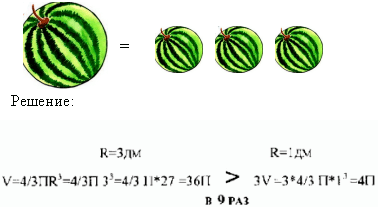 =
Решение:
R=3дм R=1дм
V=4/3ПR³=4/3П 3³=4/3 П*27 =36П > 3V=3*4/3 П*1³=4П
в 9 раз